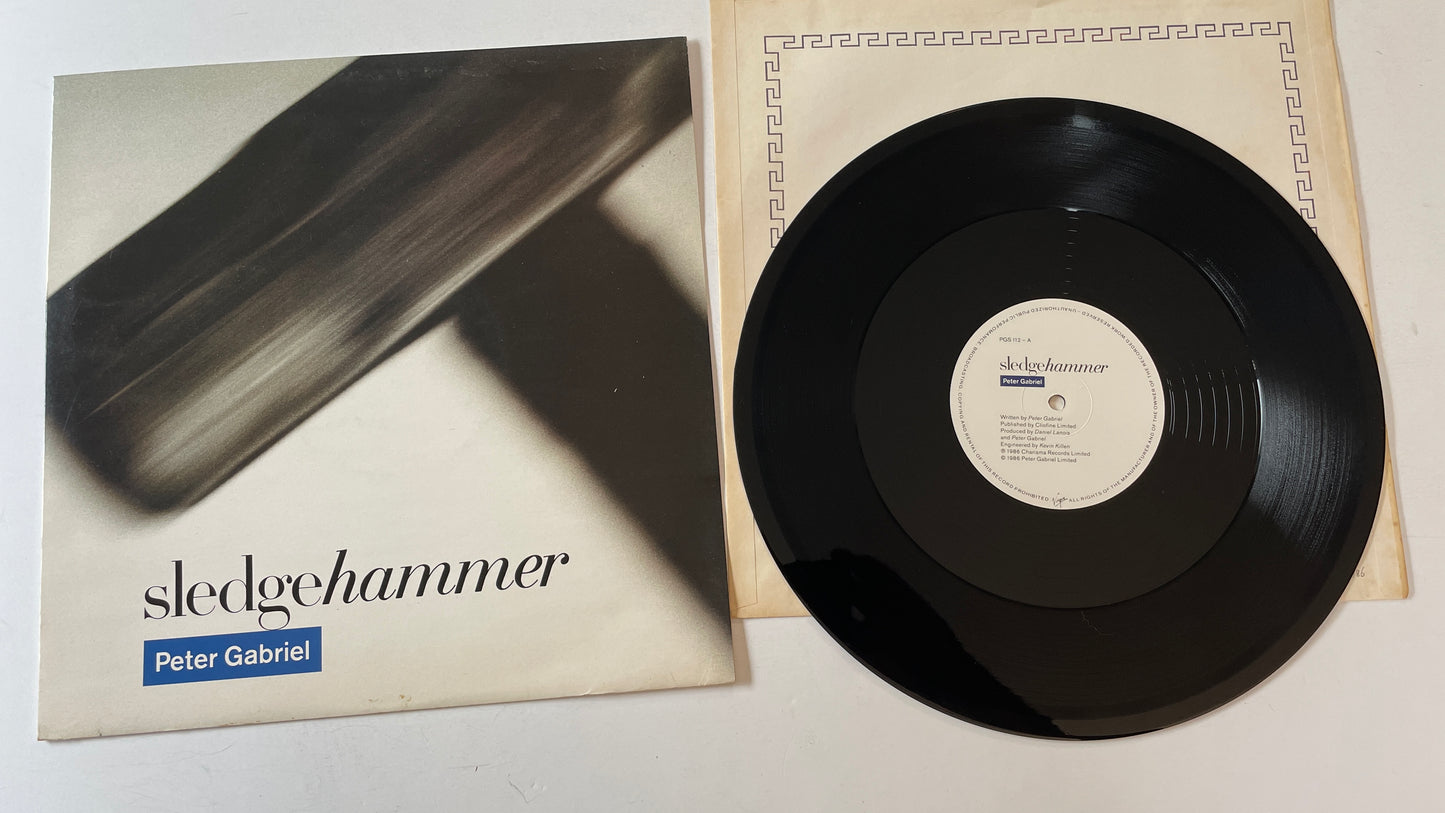 sledgehammer
Peter Gabriel
PGS 112 – A
sledgehammer
Peter Gabriel
Written by Peter Gabriel
Published by Cliofine Limited
Produced by Daniel Lanois
and Peter Gabriel
Engineered by Kevin Killen
℗ 1986 Charisma Records Limited
© 1986 Peter Gabriel Limited
ALL RIGHTS OF THE MANUFACTURER AND OF THE OWNER OF THE RECORDED WORK RESERVED – UNAUTHORIZED PUBLIC PERFOMANCE, BROADCASTING, COPYING AND RENTAL OF THIS RECORD PROHIBITED
Virgin
86